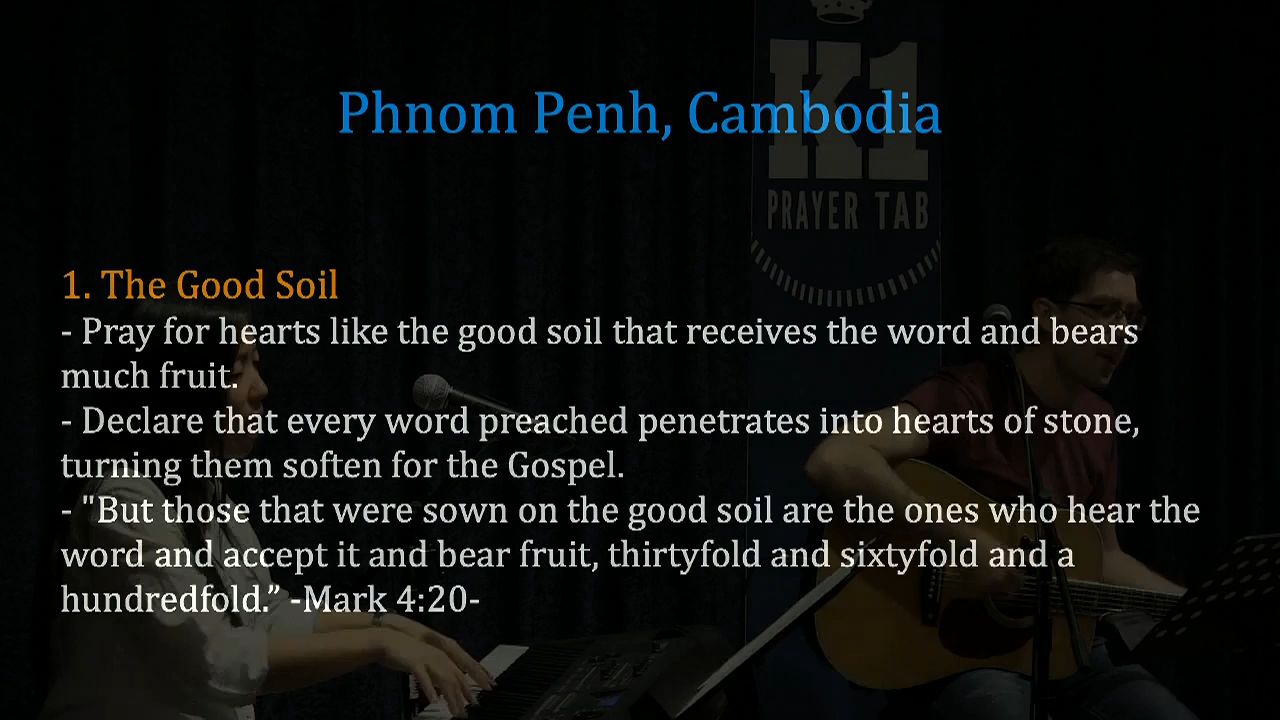 K1
PRAYER TAB
Phnom Penh, Cambodia
1. The Good Soil
- Pray for hearts like the good soil that receives the word and bears
much fruit.
- Declare that every word preached penetrates into hearts of stone,
turning them soften for the Gospel.
- "But those that were sown on the good soil are the ones who hear the
word and accept it and bear fruit, thirtyfold and sixtyfold and a
hundredfold.” -Mark 4:20-